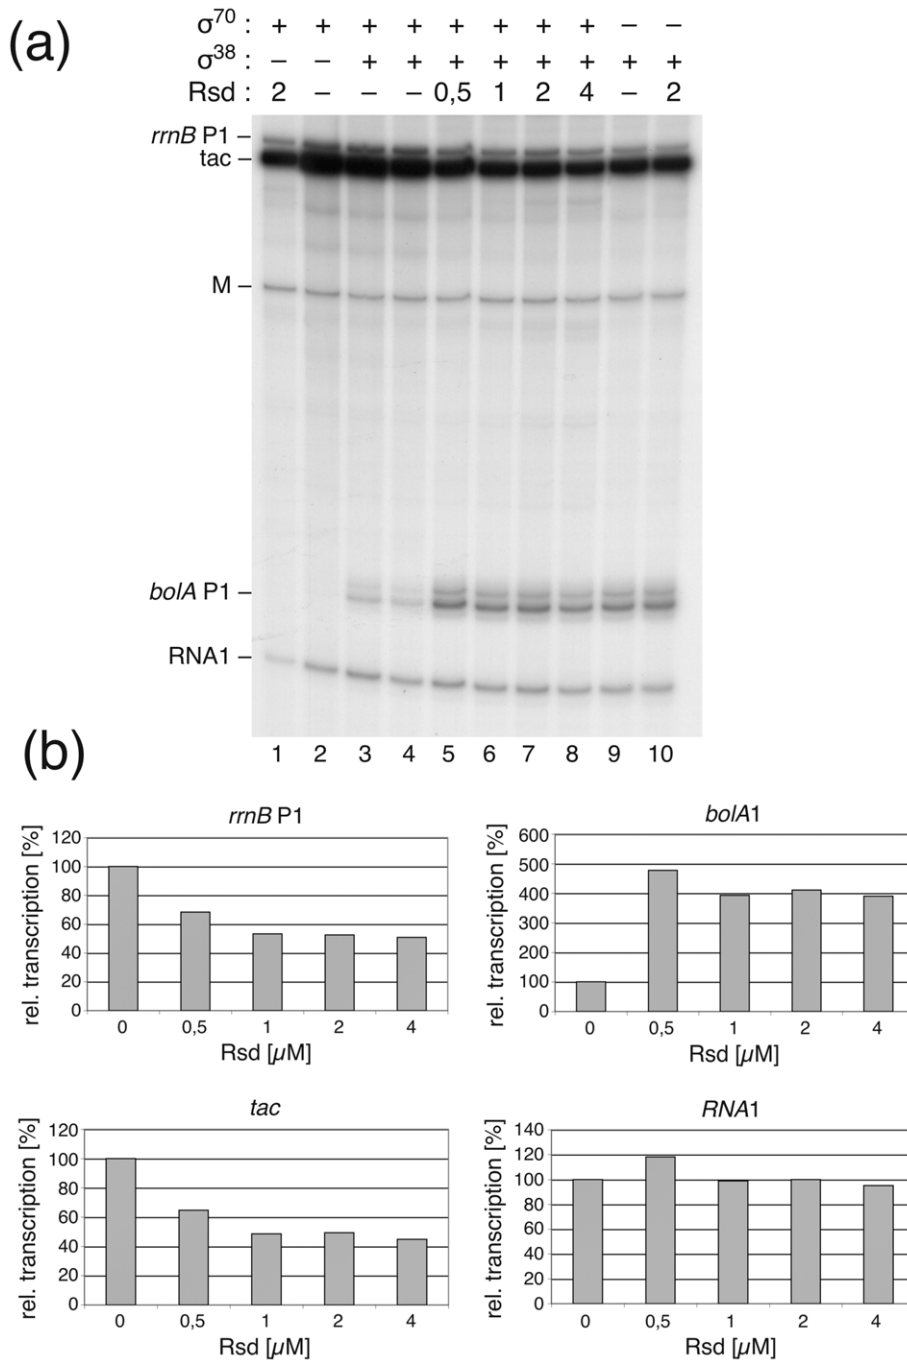 (a)
σ70 : + + + + + + + + – –
σ38 : – – + + + + + + + +
Rsd : 2 – – – 0,5 1 2 4 – 2
rrnB P1 –
tac –
M –
bolA P1 –
RNA1 –
1 2 3 4 5 6 7 8 9 10
(b)
rrnB P1
rel. transcription [%]
120
100
80
60
40
20
0
0 0,5 1 2 4
Rsd [µM]
bolA1
rel. transcription [%]
600
500
400
300
200
100
0
0 0,5 1 2 4
Rsd [µM]
tac
rel. transcription [%]
120
100
80
60
40
20
0
0 0,5 1 2 4
Rsd [µM]
RNA1
rel. transcription [%]
140
120
100
80
60
40
20
0
0 0,5 1 2 4
Rsd [µM]